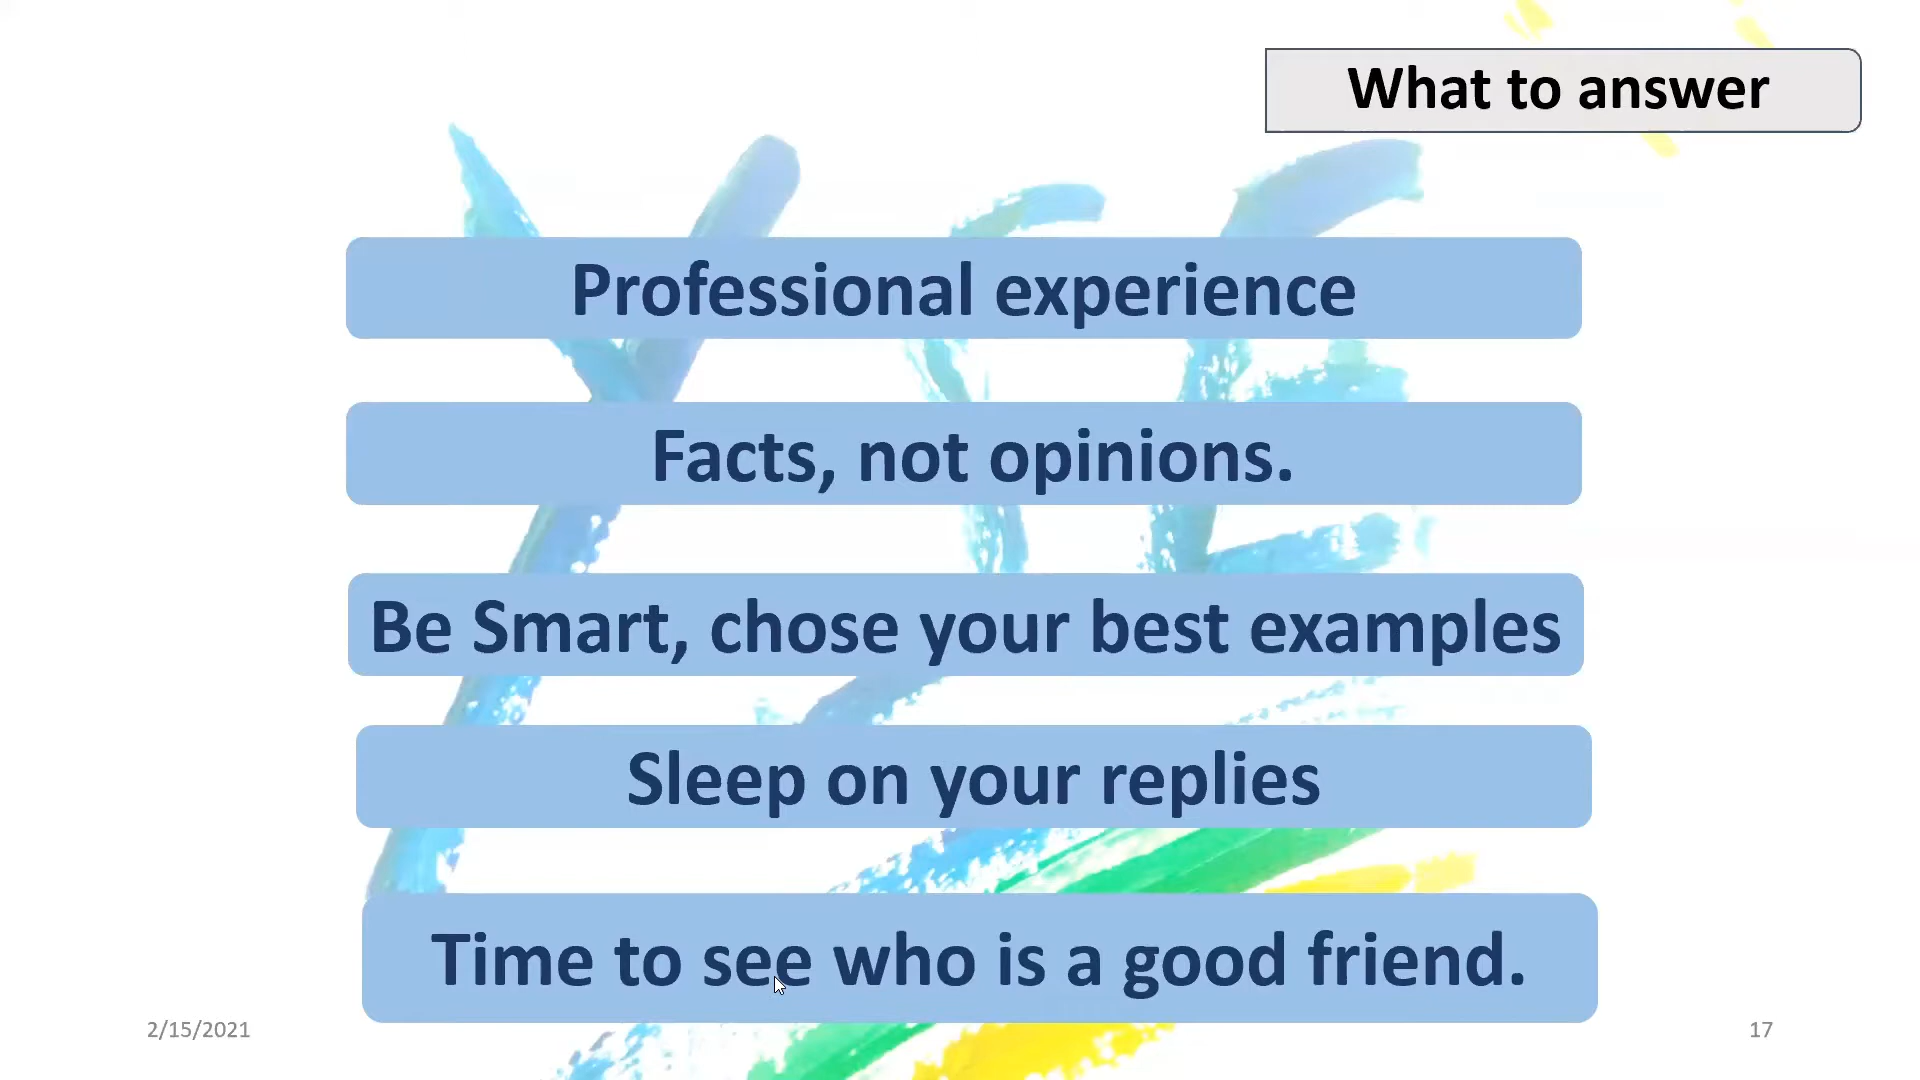 What to answer
Professional experience
Facts, not opinions.
Be Smart, chose your best examples
Sleep on your replies
Time to see who is a good friend.
2/15/2021
17